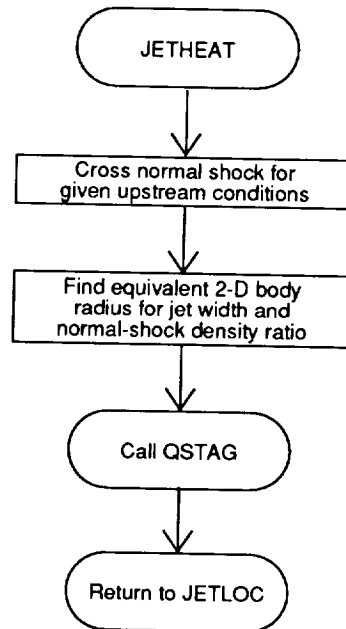 JETHEAT
Cross normal shock for
given upstream conditions
Find equivalent 2-D body
radius for jet width and
normal-shock density ratio
Call QSTAG
Return to JETLOC